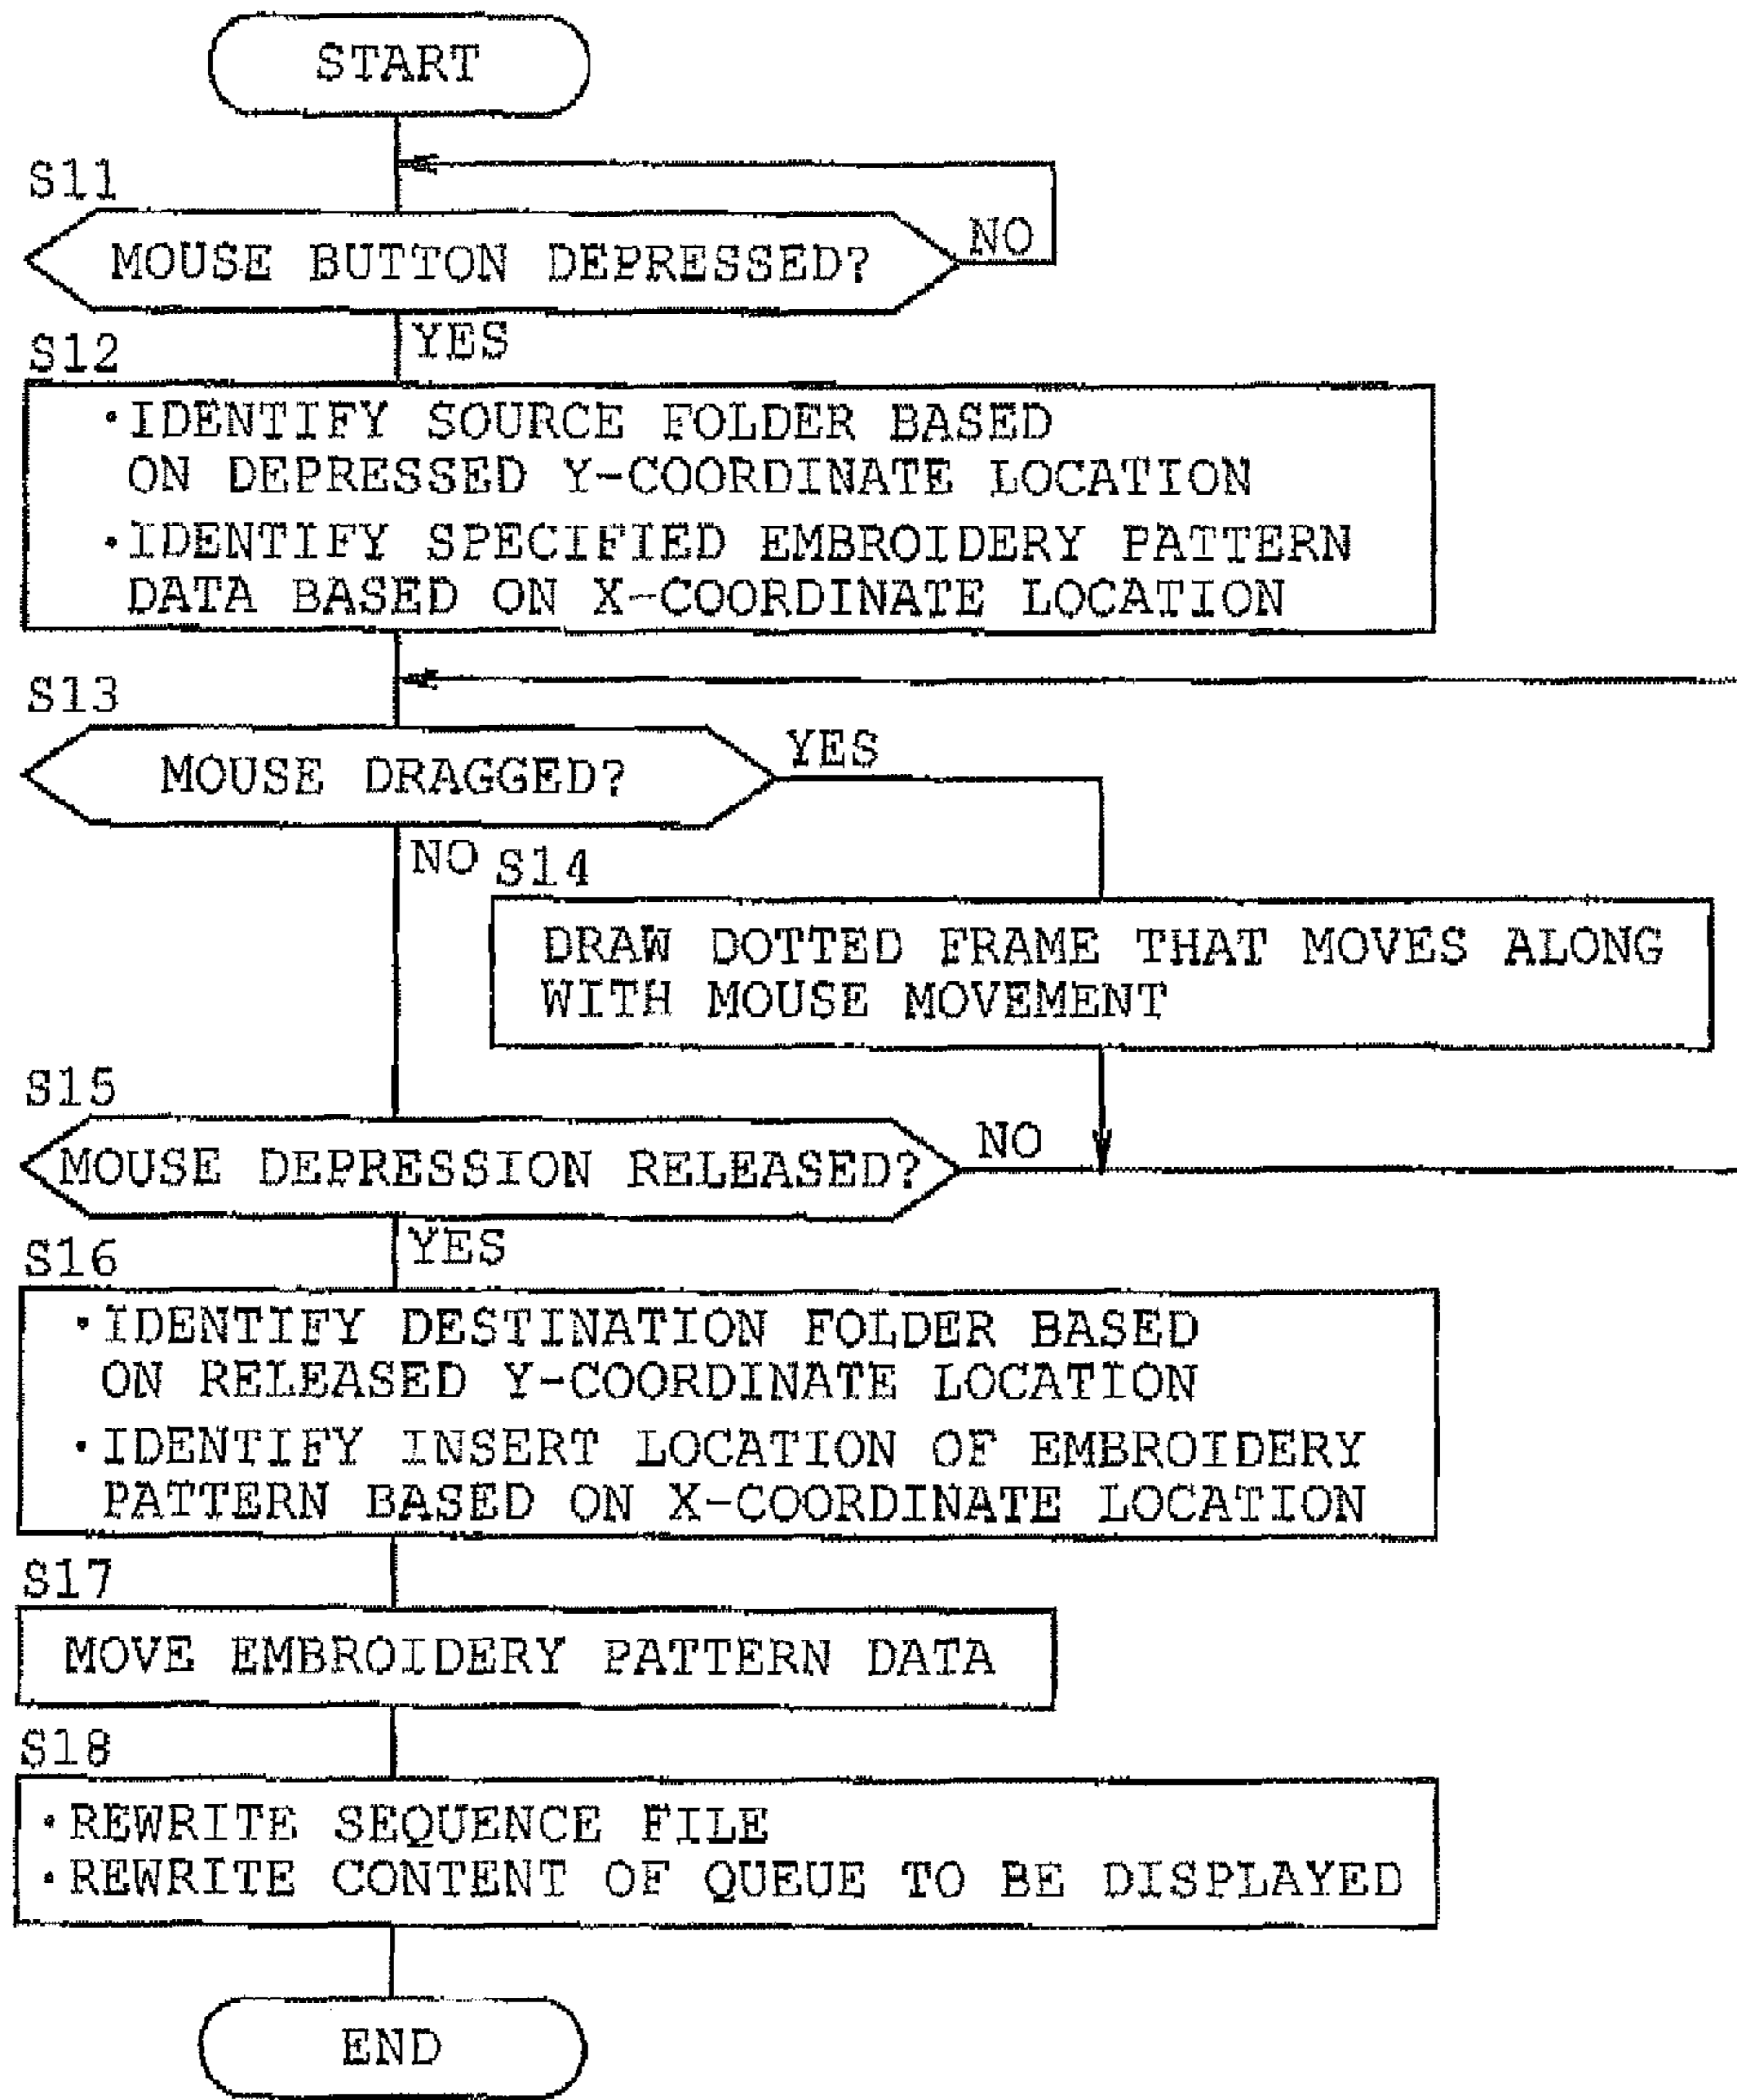 START
S11
MOUSE BUTTON DEPRESSED?
NO
YES
S12
·IDENTIFY SOURCE FOLDER BASED
ON DEPRESSED Y-COORDINATE LOCATION
·IDENTIFY SPECIFIED EMBROIDERY PATTERN
DATA BASED ON X-COORDINATE LOCATION
S13
MOUSE DRAGGED?
YES
NO
S14
DRAW DOTTED FRAME THAT MOVES ALONG
WITH MOUSE MOVEMENT
S15
MOUSE DEPRESSION RELEASED?
NO
YES
S16
·IDENTIFY DESTINATION FOLDER BASED
ON RELEASED Y-COORDINATE LOCATION
·IDENTIFY INSERT LOCATION OF EMBROIDERY
PATTERN BASED ON X-COORDINATE LOCATION
S17
MOVE EMBROIDERY PATTERN DATA
S18
·REWRITE SEQUENCE FILE
·REWRITE CONTENT OF QUEUE TO BE DISPLAYED
END